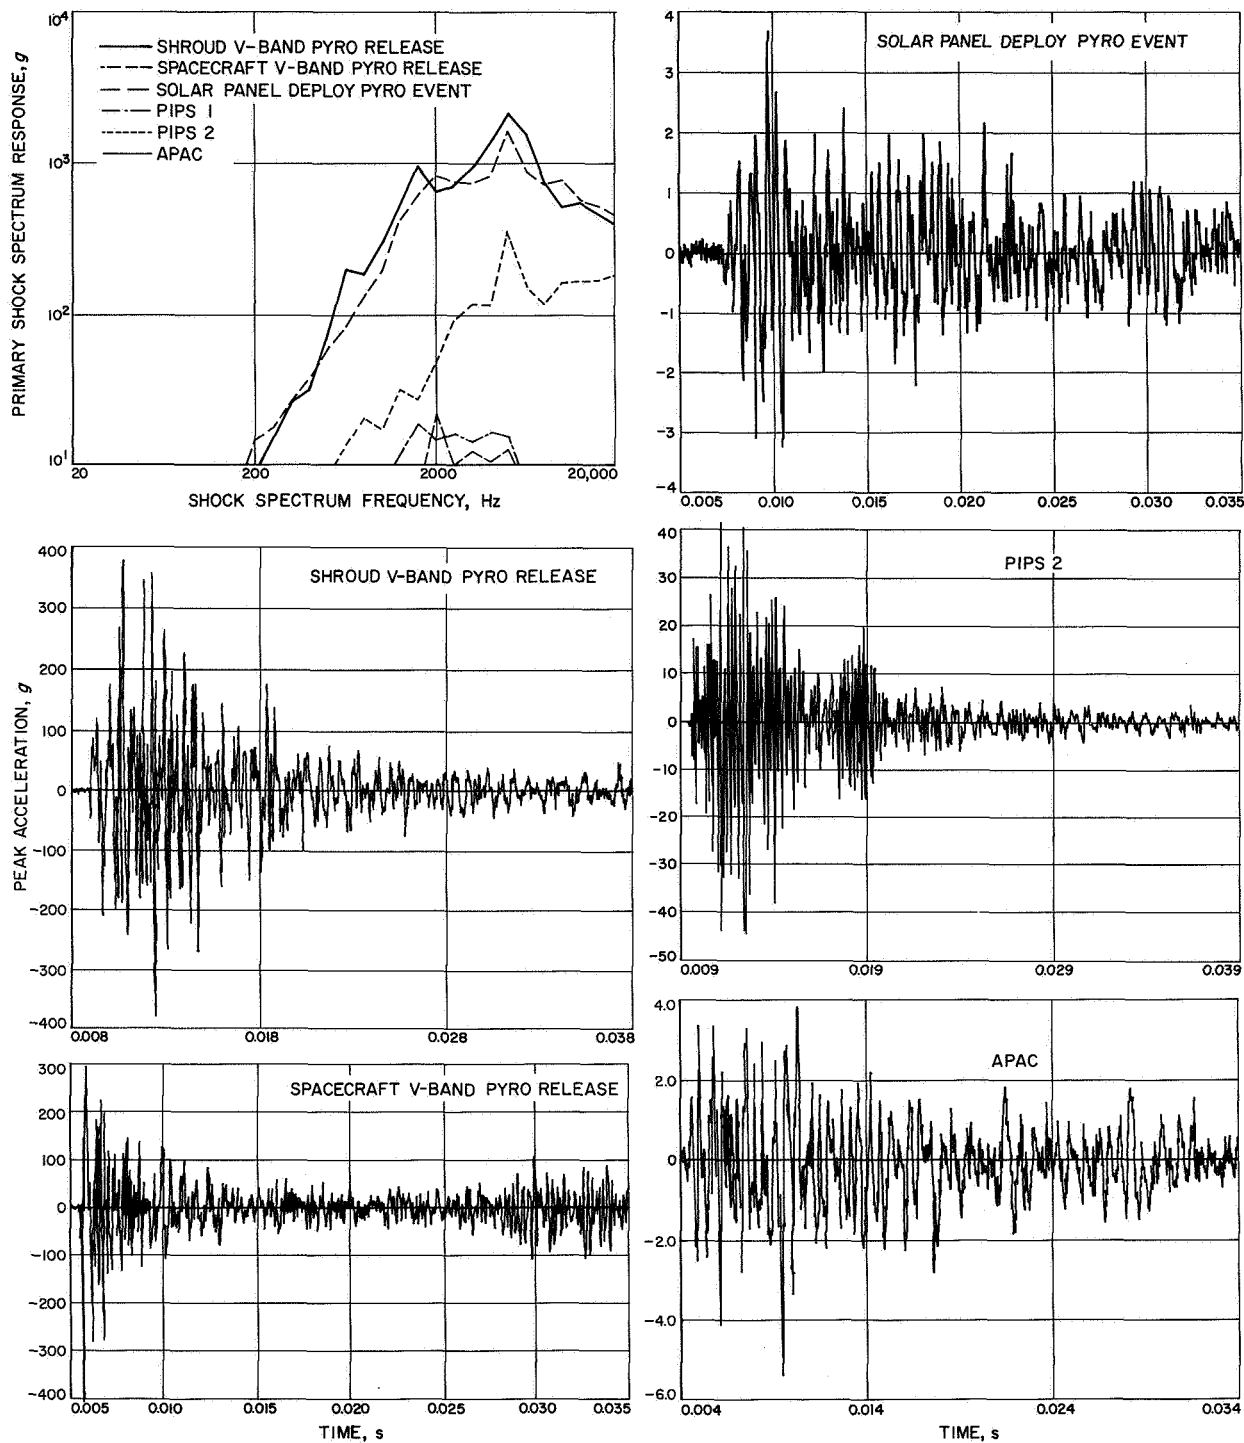 PRIMARY SHOCK SPECTRUM RESPONSE, g
10⁴
10³
10²
10¹
SHROUD V-BAND PYRO RELEASE
SPACECRAFT V-BAND PYRO RELEASE
SOLAR PANEL DEPLOY PYRO EVENT
PIPS 1
PIPS 2
APAC
20 200 2000 20,000
SHOCK SPECTRUM FREQUENCY, Hz
SOLAR PANEL DEPLOY PYRO EVENT
4
3
2
1
0
-1
-2
-3
-4
0.005 0.010 0.015 0.020 0.025 0.030 0.035
PEAK ACCELERATION, g
SHROUD V-BAND PYRO RELEASE
400
300
200
100
0
-100
-200
-300
-400
0.008 0.018 0.028 0.038
PIPS 2
40
30
20
10
0
-10
-20
-30
-40
-50
0.009 0.019 0.029 0.039
SPACECRAFT V-BAND PYRO RELEASE
300
200
100
0
-100
-200
-300
-400
0.005 0.010 0.015 0.020 0.025 0.030 0.035
TIME, s
APAC
4.0
2.0
0
-2.0
-4.0
-6.0
0.004 0.014 0.024 0.034
TIME, s